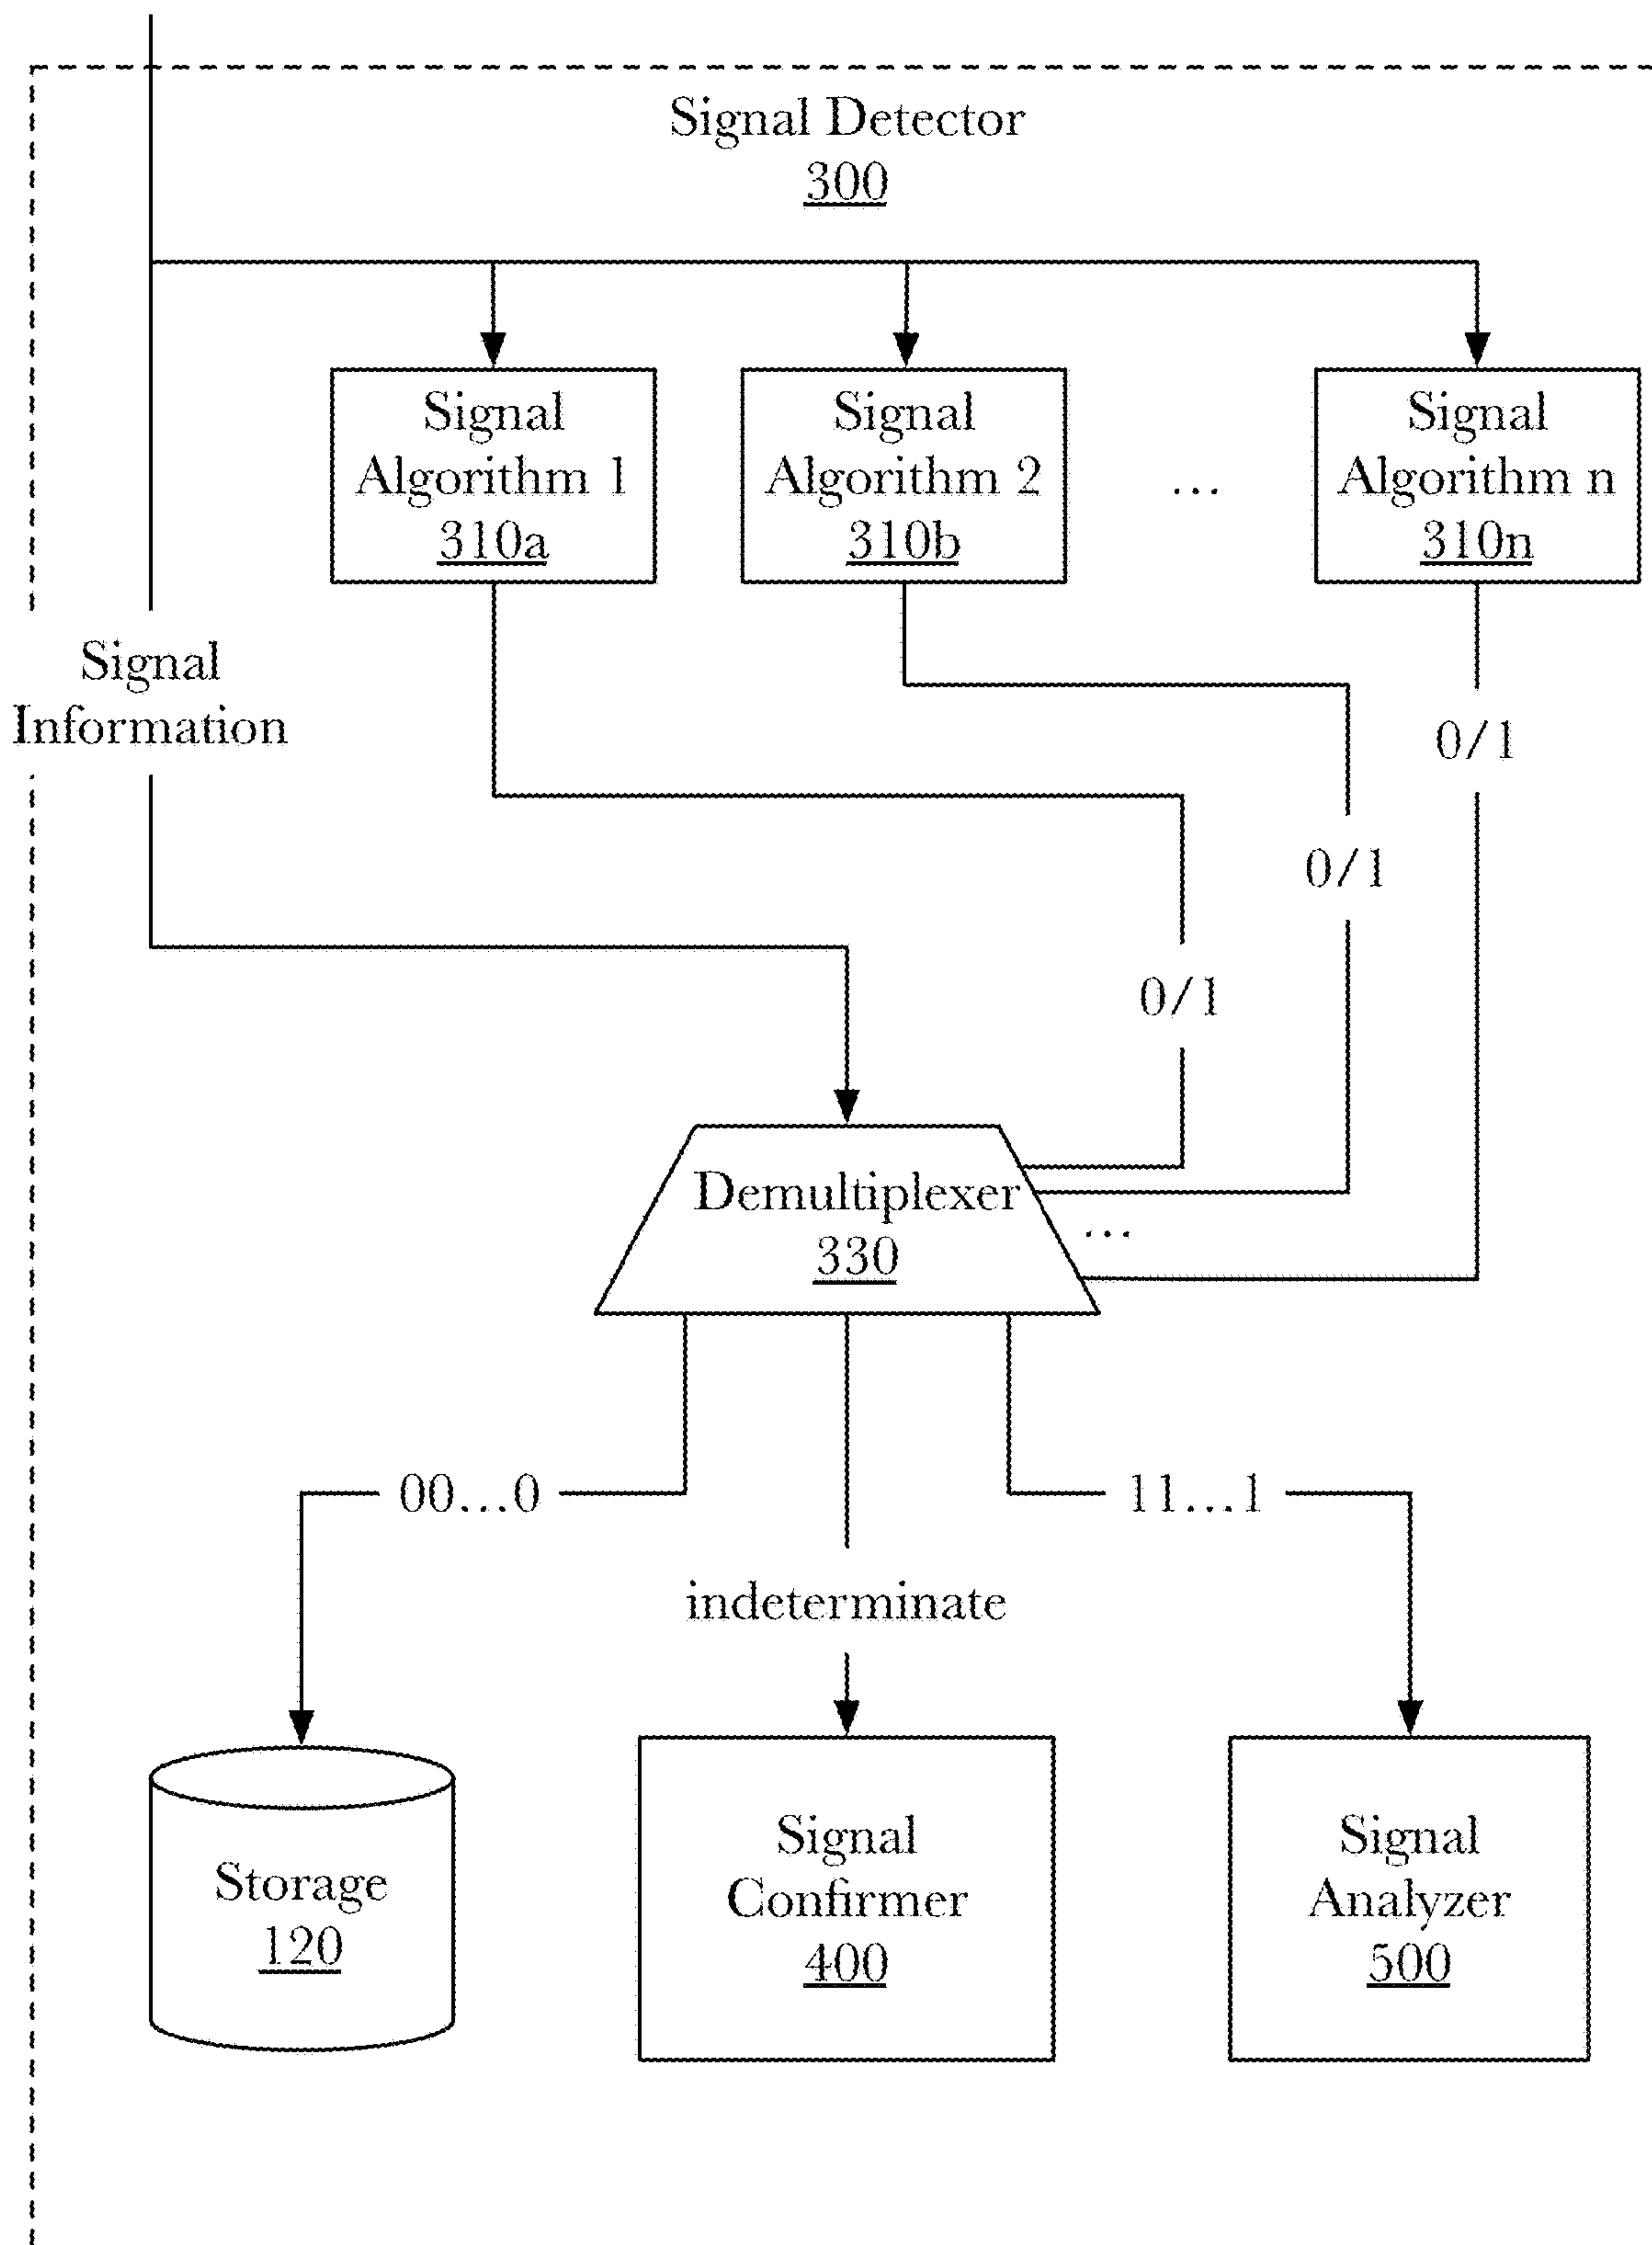 Signal Detector
300
Signal
Algorithm 1
310a
Signal
Algorithm 2
310b
...
Signal
Algorithm n
310n
Signal
Information
0/1
0/1
0/1
Demultiplexer
330
...
00...0
11...1
indeterminate
Storage
120
Signal
Confirmer
400
Signal
Analyzer
500